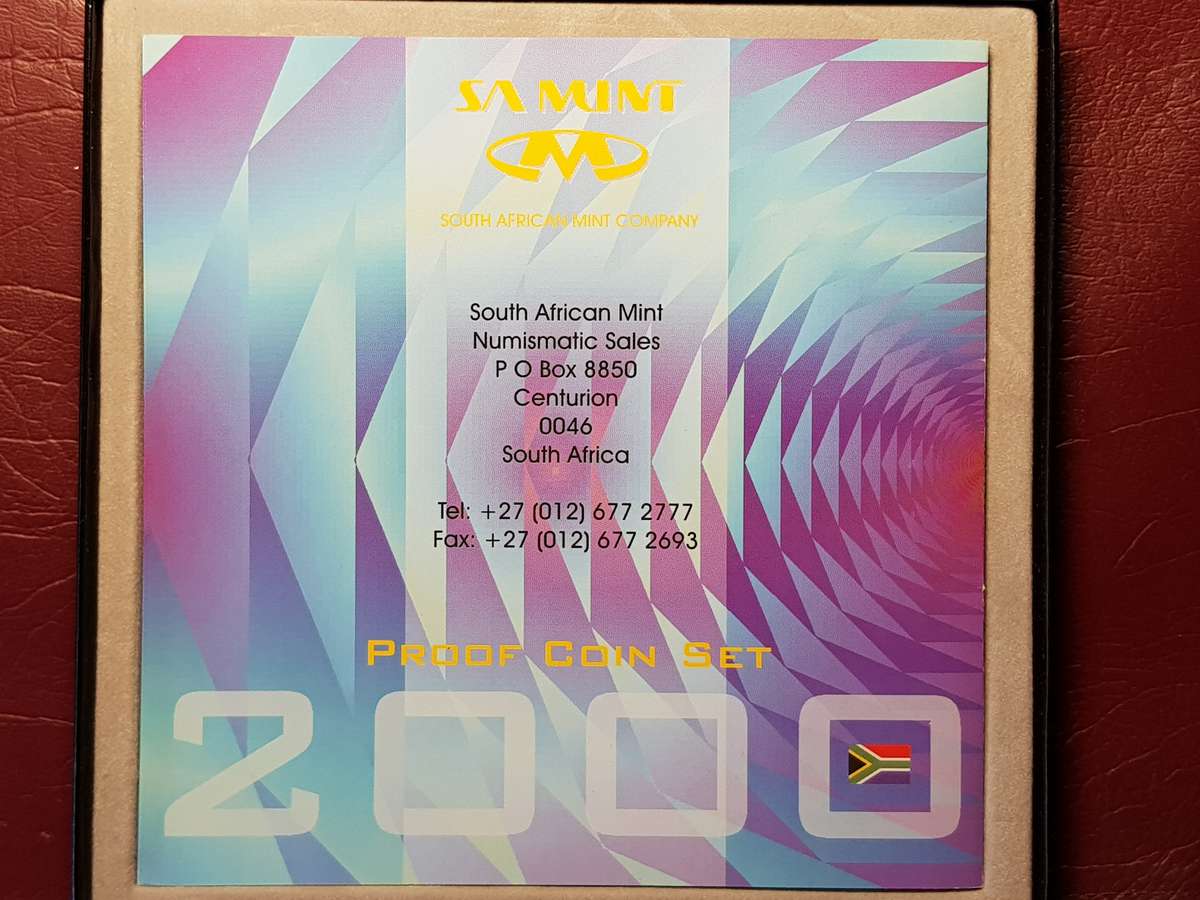 SA MINT
M
SOUTH AFRICAN MINT COMPANY
South African Mint
Numismatic Sales
P O Box 8850
Centurion
0046
South Africa
Tel: +27 (012) 677 2777
Fax: +27 (012) 677 2693
PROOF COIN SET
2000